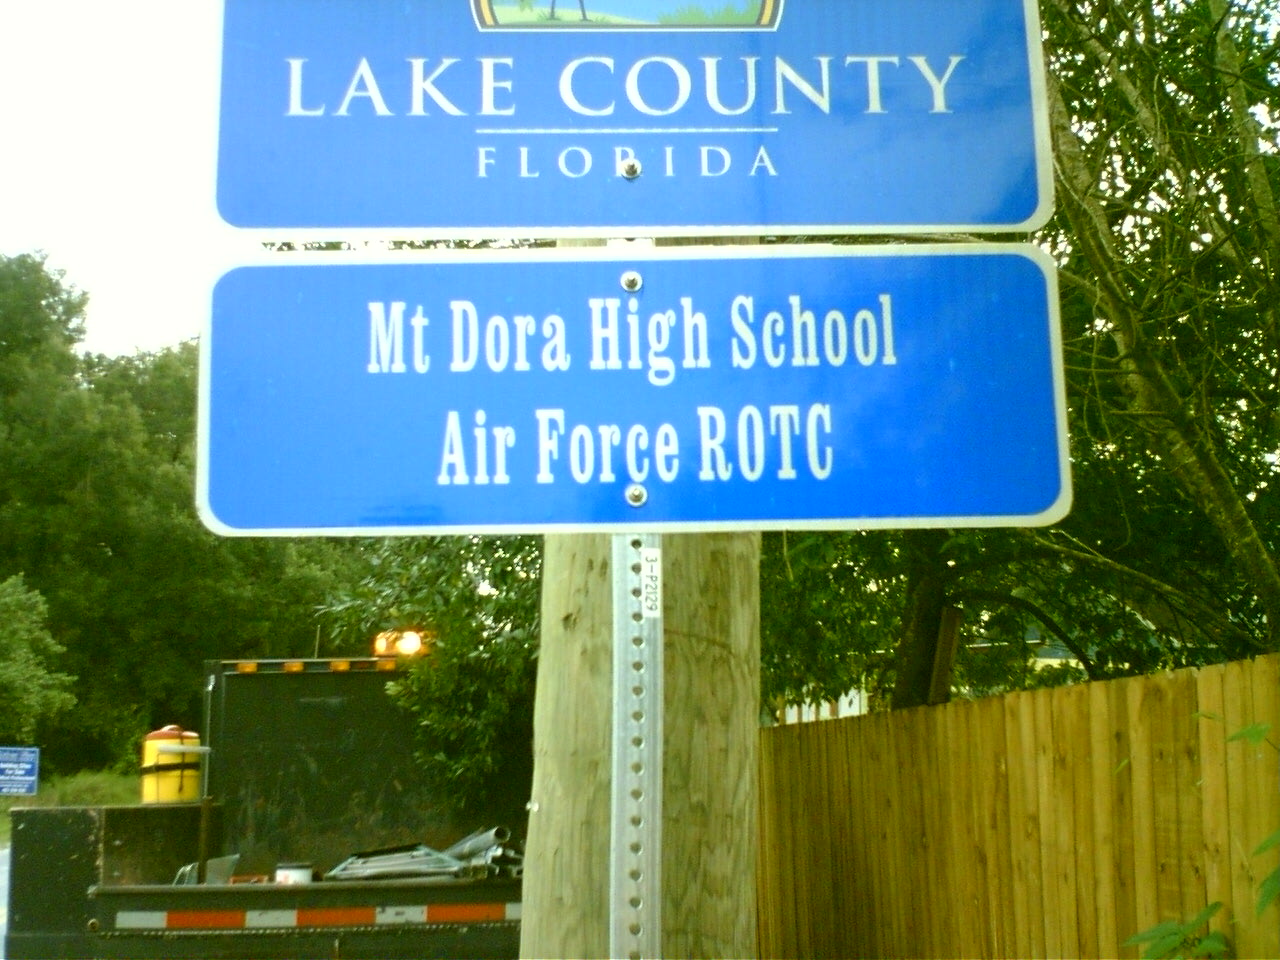 LAKE COUNTY
FLORIDA
Mt Dora High School
Air Force ROTC
3-P2129